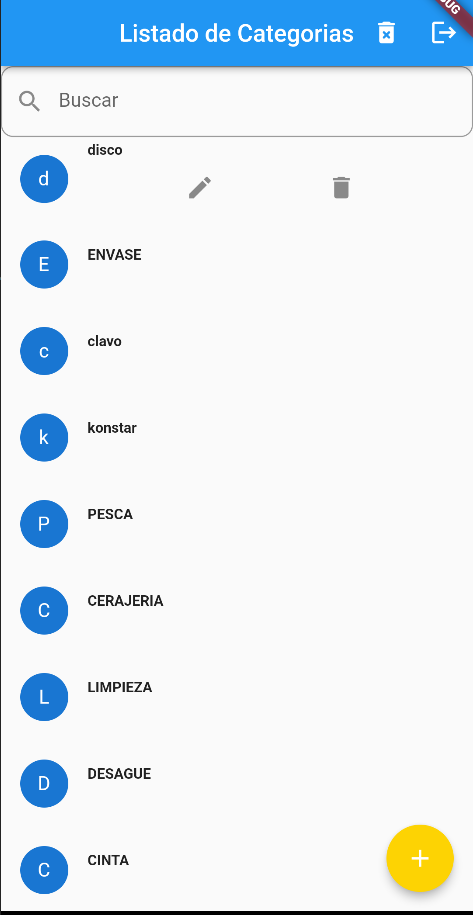 Listado de Categorias
Buscar
d
disco
E
ENVASE
c
clavo
k
konstar
P
PESCA
C
CERAJERIA
L
LIMPIEZA
D
DESAGUE
C
CINTA